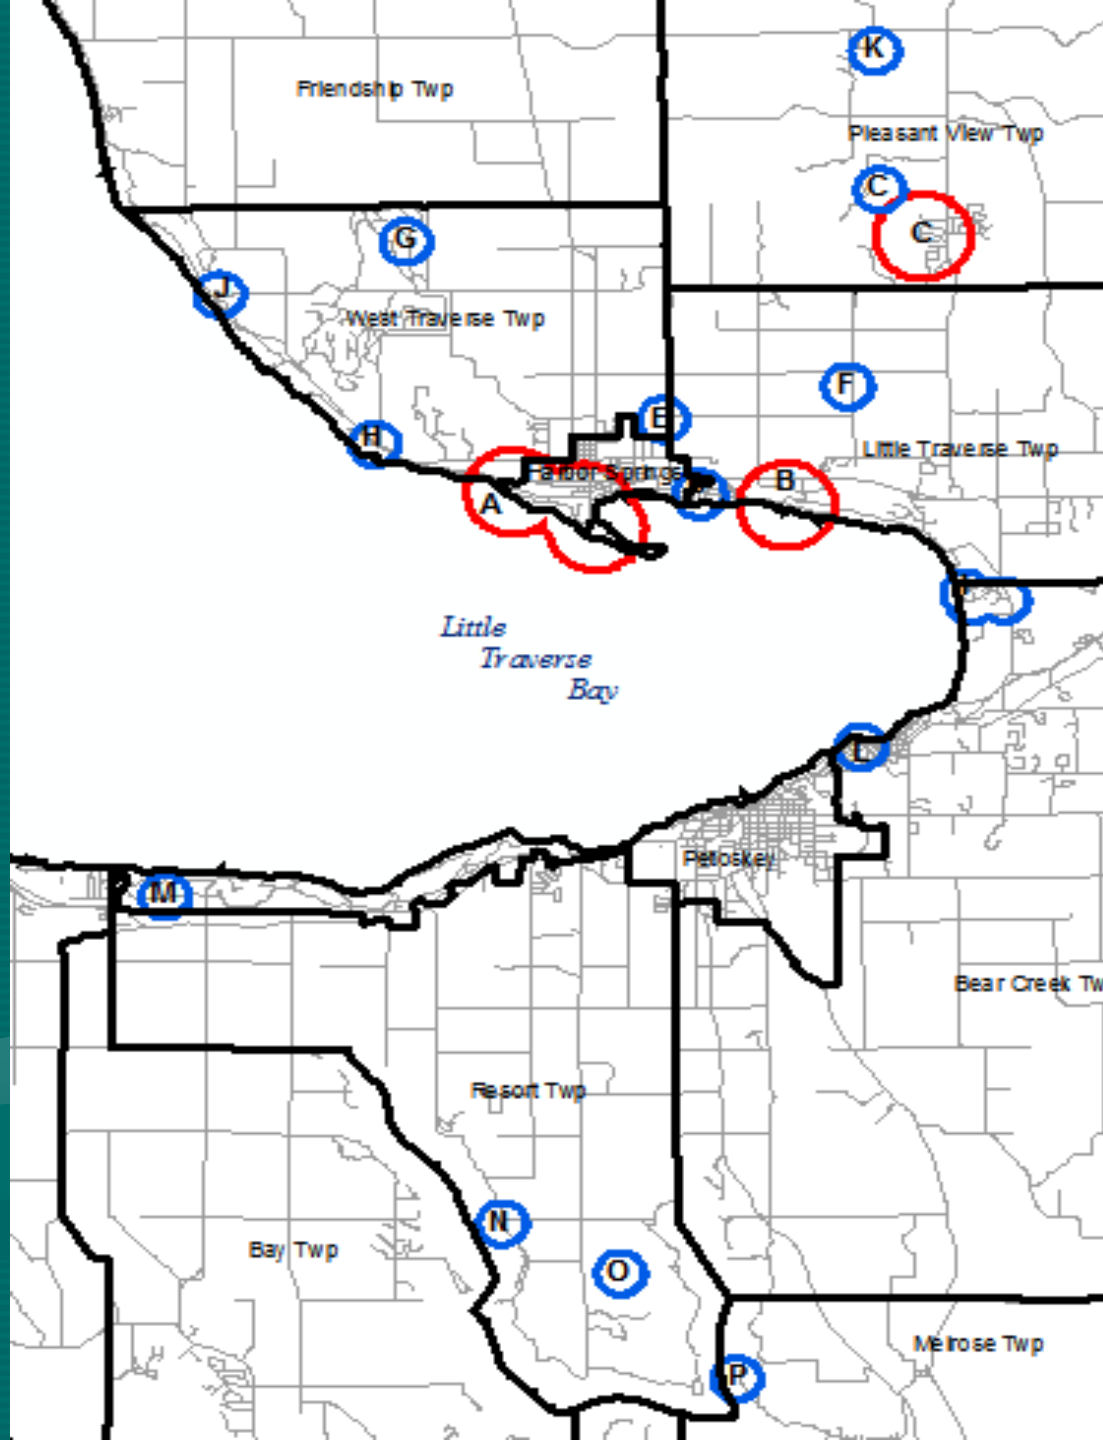 K
Friendship Twp
Pleasant View Twp
C
C
G
J
West Traverse Twp
F
E
H
Little Traverse Twp
Harbor Springs
B
A
Little
Traverse
Bay
L
Petoskey
M
Bear Creek Tw
Resort Twp
N
Bay Twp
O
Melrose Twp
P